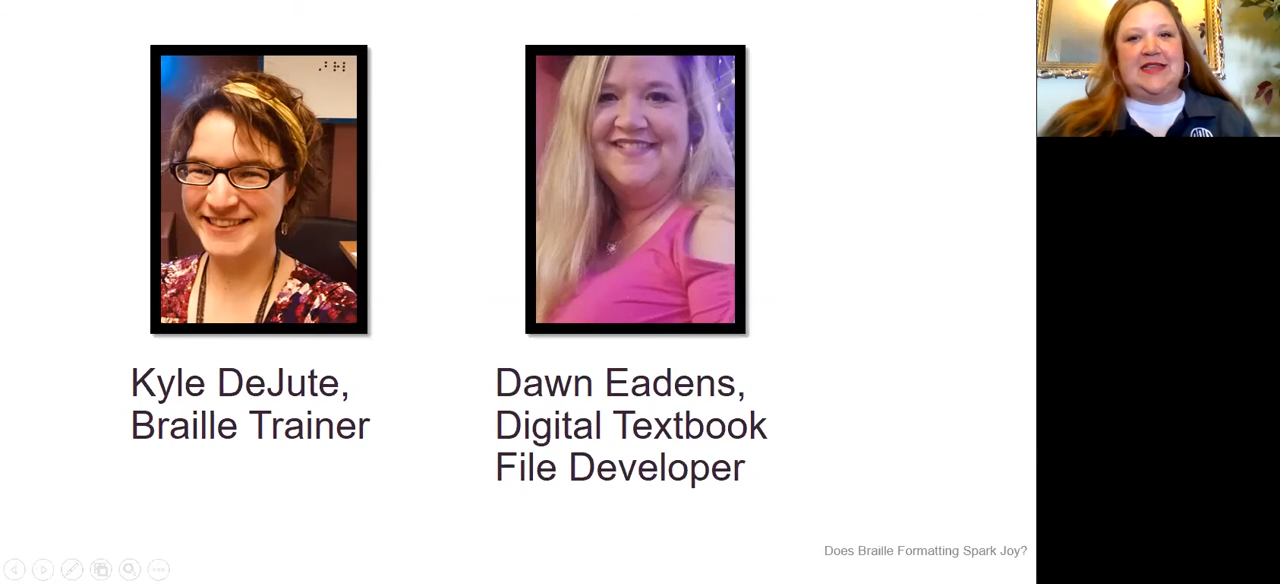 Kyle DeJute,
Braille Trainer
Dawn Eadens,
Digital Textbook
File Developer
Does Braille Formatting Spark Joy?